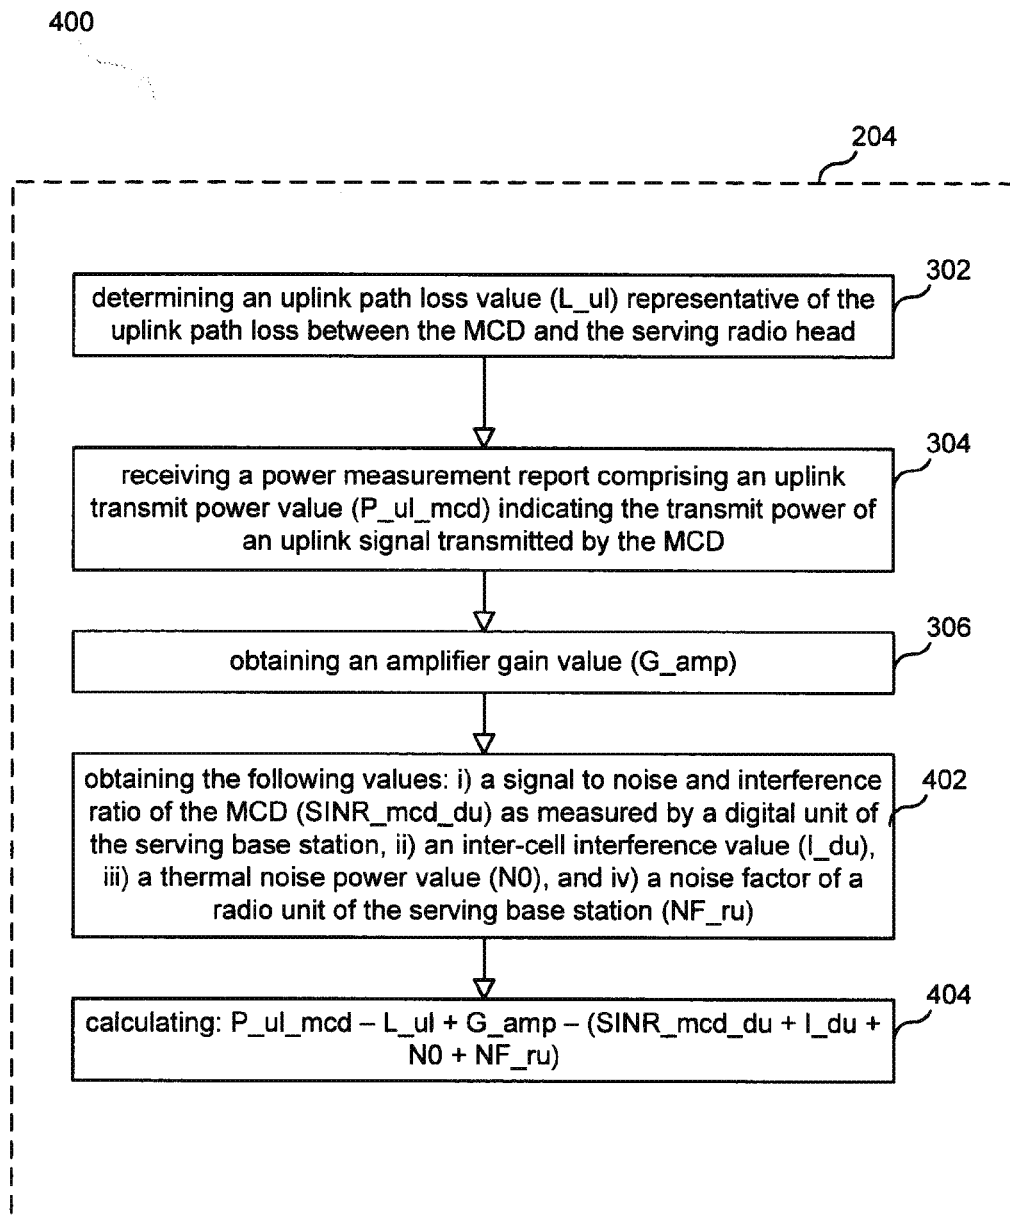 400
204
302
determining an uplink path loss value (L_ul) representative of the
uplink path loss between the MCD and the serving radio head
304
receiving a power measurement report comprising an uplink
transmit power value (P_ul_mcd) indicating the transmit power of
an uplink signal transmitted by the MCD
306
obtaining an amplifier gain value (G_amp)
402
obtaining the following values: i) a signal to noise and interference
ratio of the MCD (SINR_mcd_du) as measured by a digital unit of
the serving base station, ii) an inter-cell interference value (I_du),
iii) a thermal noise power value (N0), and iv) a noise factor of a
radio unit of the serving base station (NF_ru)
404
calculating: P_ul_mcd – L_ul + G_amp – (SINR_mcd_du + I_du +
N0 + NF_ru)